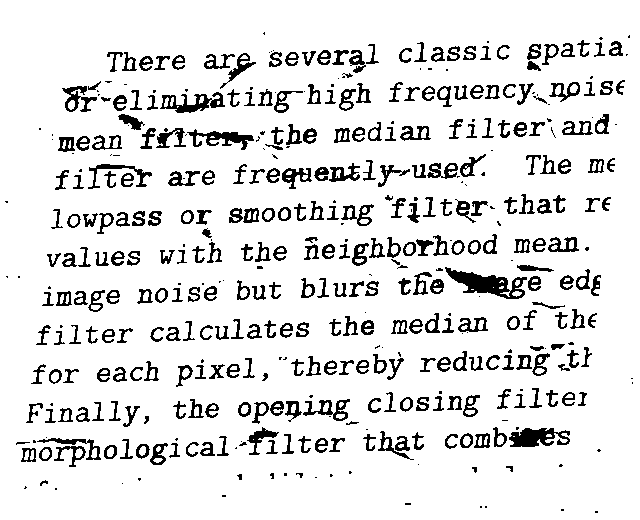 There are several classic spatia
or eliminating high frequency noise
mean filter, the median filter and
filter are frequently used. The me
lowpass or smoothing filter that re
values with the neighborhood mean.
image noise but blurs the image edg
filter calculates the median of the
for each pixel, thereby reducing th
Finally, the opening closing filter
morphological filter that combines